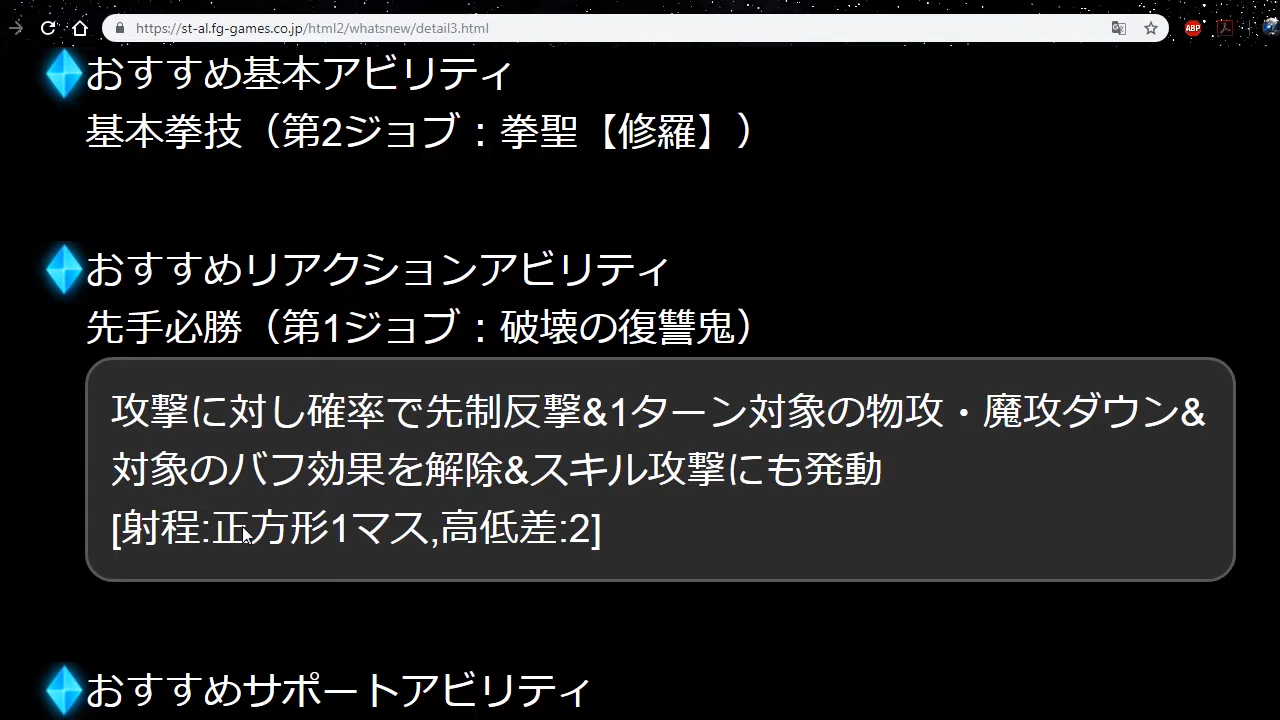 https://st-al.fg-games.co.jp/html2/whatsnew/detail3.html
ABP
おすすめ基本アビリティ
基本拳技（第2ジョブ：拳聖【修羅】）
おすすめリアクションアビリティ
先手必勝（第1ジョブ：破壊の復讐鬼）
攻撃に対し確率で先制反撃&1ターン対象の物攻・魔攻ダウン&
対象のバフ効果を解除&スキル攻撃にも発動
[射程:正方形1マス,高低差:2]
おすすめサポートアビリティ